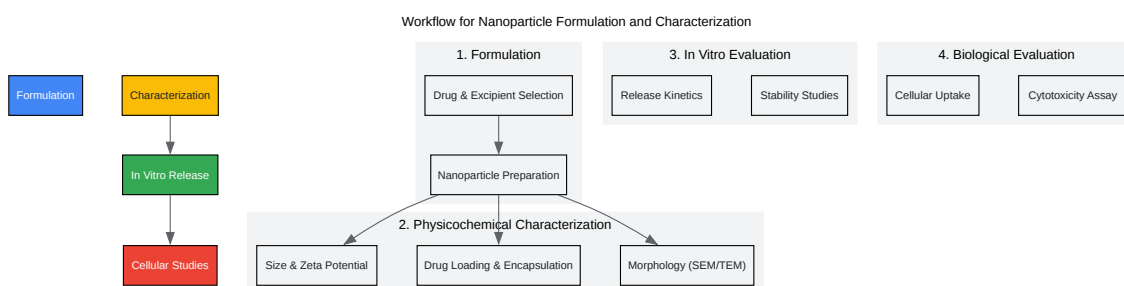 Workflow for Nanoparticle Formulation and Characterization
1. Formulation
3. In Vitro Evaluation
4. Biological Evaluation
Formulation
Characterization
Drug & Excipient Selection
Release Kinetics
Stability Studies
Cellular Uptake
Cytotoxicity Assay
In Vitro Release
Nanoparticle Preparation
2. Physicochemical Characterization
Cellular Studies
Size & Zeta Potential
Drug Loading & Encapsulation
Morphology (SEM/TEM)